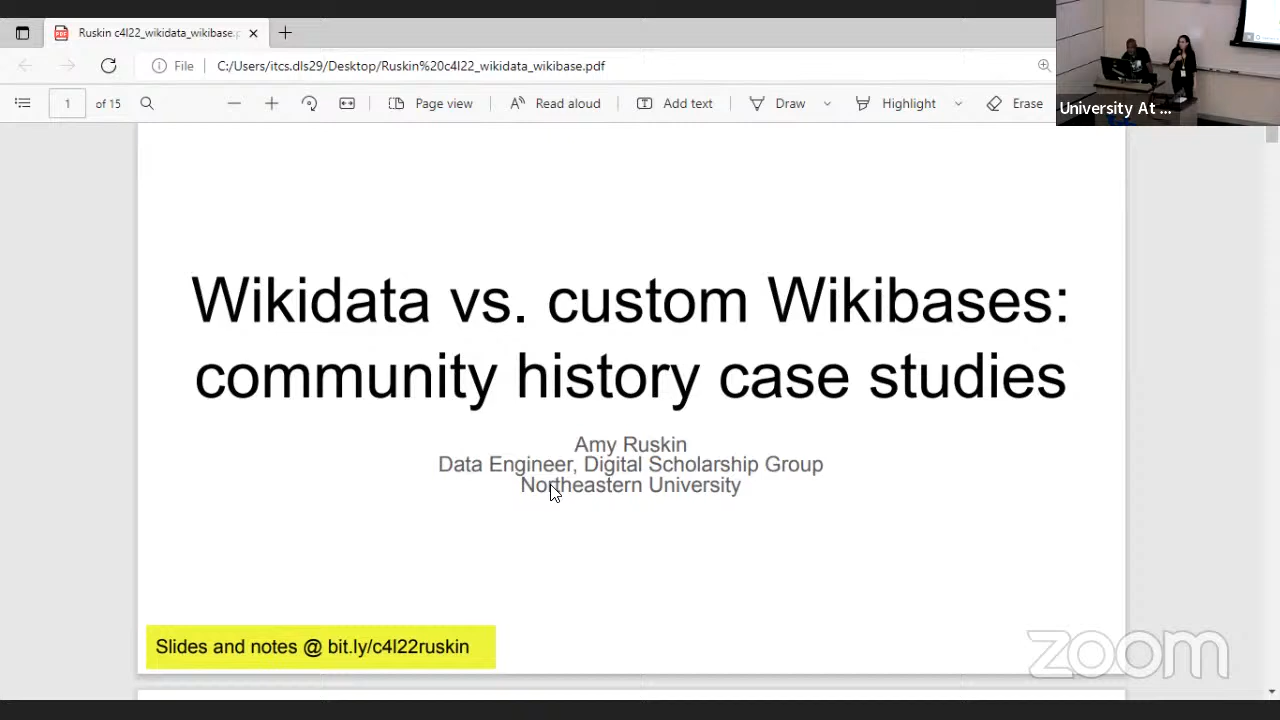 Ruskin c4l22_wikidata_wikibase.p
File
C:/Users/itcs.dls29/Desktop/Ruskin%20c4l22_wikidata_wikibase.pdf
1 of 15
Page view
Read aloud
Add text
Draw
Highlight
Erase
University At ...
Wikidata vs. custom Wikibases:
community history case studies
Amy Ruskin
Data Engineer, Digital Scholarship Group
Northeastern University
Slides and notes @ bit.ly/c4l22ruskin
zoom